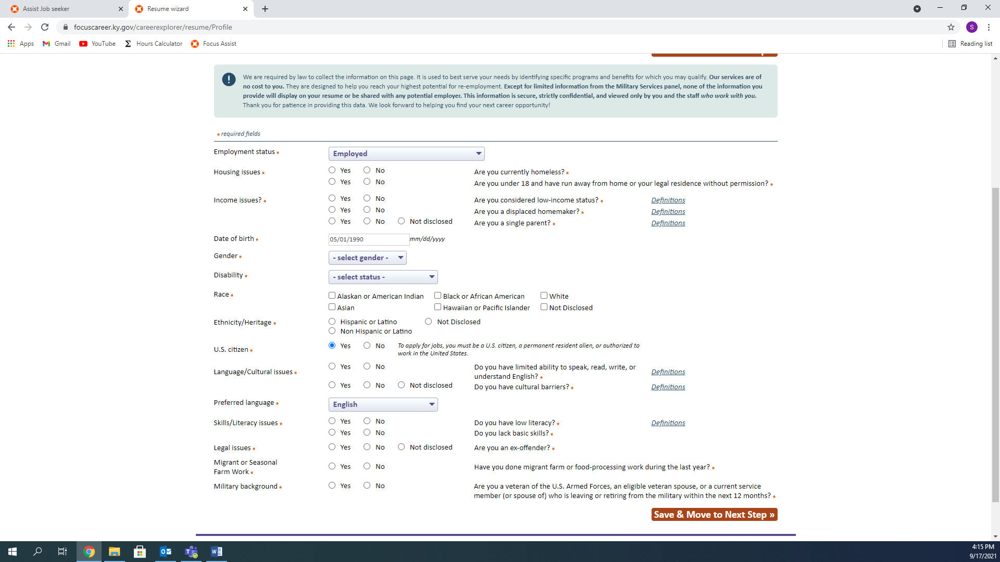 Assist Job seeker
Resume wizard
focuscareer.ky.gov/careerexplorer/resume/Profile
S
Apps Gmail YouTube Hours Calculator Focus Assist Reading list
We are required by law to collect the information on this page. It is used to best serve your needs by identifying specific programs and benefits for which you may qualify. Our services are of
no cost to you. They are designed to help you reach your highest potential for re-employment. Except for limited information from the Military Services panel, none of the information you
provide will display on your resume or be shared with any potential employer. This information is secure, strictly confidential, and viewed only by you and the staff who work with you.
Thank you for patience in providing this data. We look forward to helping you find your next career opportunity!
* required fields
Employment status * Employed
Housing issues * Yes No Are you currently homeless? *
Yes No Are you under 18 and have run away from home or your legal residence without permission? *
Income issues? * Yes No Are you considered low-income status? * Definitions
Yes No Are you a displaced homemaker? * Definitions
Yes No Not disclosed Are you a single parent? * Definitions
Date of birth * 05/01/1990 mm/dd/yyyy
Gender * - select gender -
Disability * - select status -
Race * Alaskan or American Indian Black or African American White
Asian Hawaiian or Pacific Islander Not Disclosed
Ethnicity/Heritage * Hispanic or Latino Not Disclosed
Non Hispanic or Latino
U.S. citizen * Yes No To apply for jobs, you must be a U.S. citizen, a permanent resident alien, or authorized to
work in the United States.
Language/Cultural issues * Yes No Do you have limited ability to speak, read, write, or
understand English? * Definitions
Yes No Not disclosed Do you have cultural barriers? * Definitions
Preferred language * English
Skills/Literacy issues * Yes No Do you have low literacy? * Definitions
Yes No Do you lack basic skills? *
Legal issues * Yes No Not disclosed Are you an ex-offender? *
Migrant or Seasonal
Farm Work * Yes No Have you done migrant farm or food-processing work during the last year? *
Military background * Yes No Are you a veteran of the U.S. Armed Forces, an eligible veteran spouse, or a current service
member (or spouse of) who is leaving or retiring from the military within the next 12 months? *
Save & Move to Next Step »
4:15 PM
9/17/2021